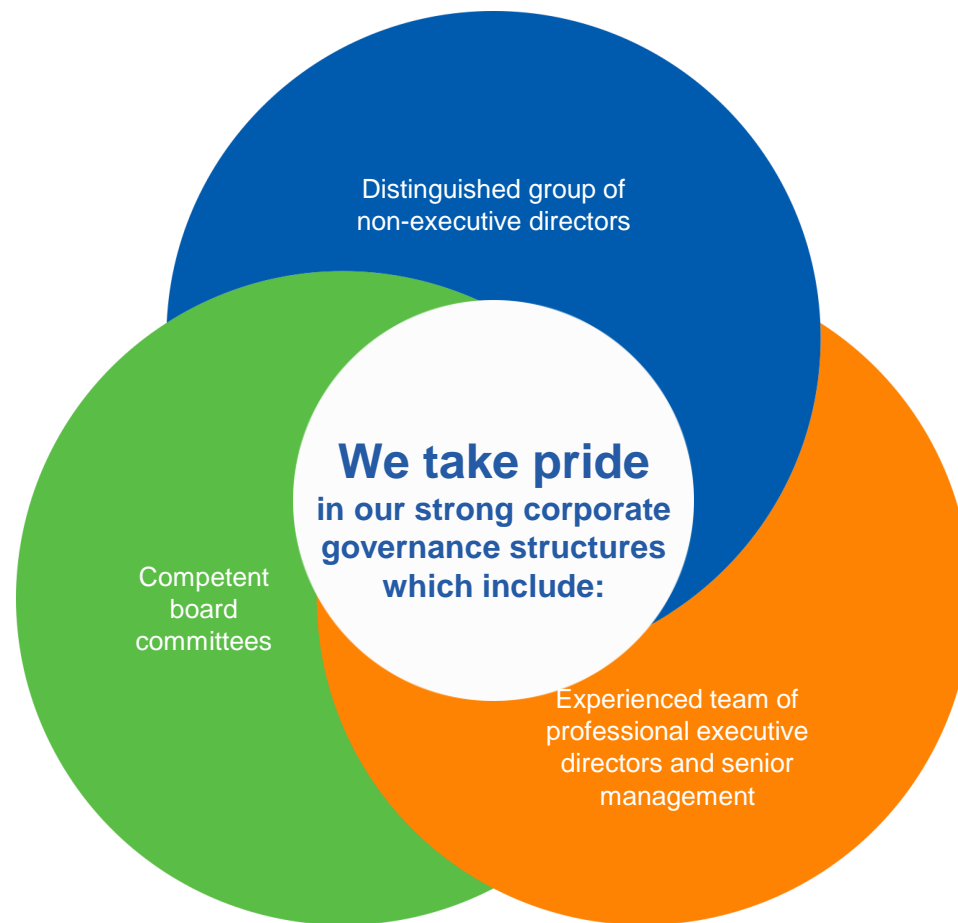 Distinguished group of
non-executive directors
We take pride
in our strong corporate
governance structures
which include:
Competent
board
committees
Experienced team of
professional executive
directors and senior
management